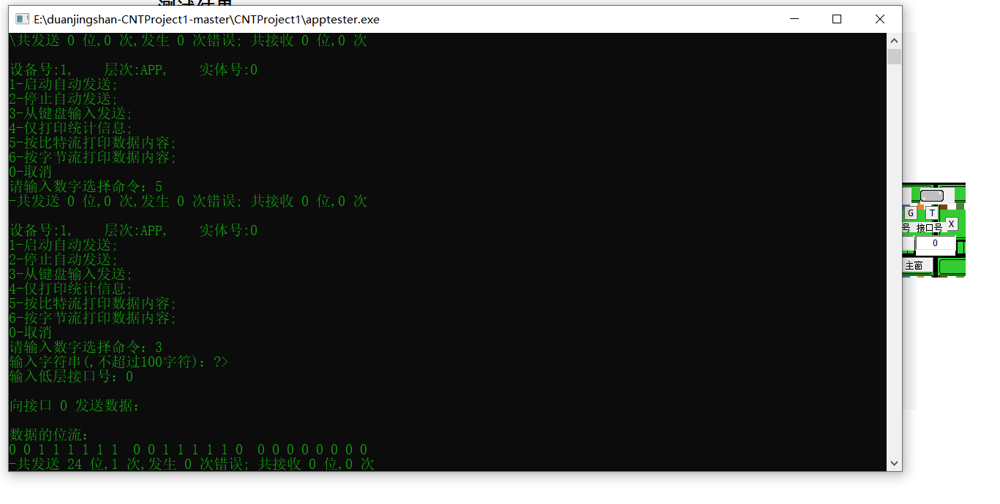 测试结果
E:\duanjingshan-CNTProject1-master\CNTProject1\apptester.exe
\共发送 0 位,0 次,发生 0 次错误; 共接收 0 位,0 次
设备号:1,    层次:APP,    实体号:0
1-启动自动发送;
2-停止自动发送;
3-从键盘输入发送;
4-仅打印统计信息;
5-按比特流打印数据内容;
6-按字节流打印数据内容;
0-取消
请输入数字选择命令：5
-共发送 0 位,0 次,发生 0 次错误; 共接收 0 位,0 次
设备号:1,    层次:APP,    实体号:0
1-启动自动发送;
2-停止自动发送;
3-从键盘输入发送;
4-仅打印统计信息;
5-按比特流打印数据内容;
6-按字节流打印数据内容;
0-取消
请输入数字选择命令：3
输入字符串(,不超过100字符)：?>
输入低层接口号：0
向接口 0 发送数据：
数据的位流：
0 0 1 1 1 1 1 1  0 0 1 1 1 1 1 0  0 0 0 0 0 0 0 0
-共发送 24 位,1 次,发生 0 次错误; 共接收 0 位,0 次
G T
号 接口号 X
0
主窗